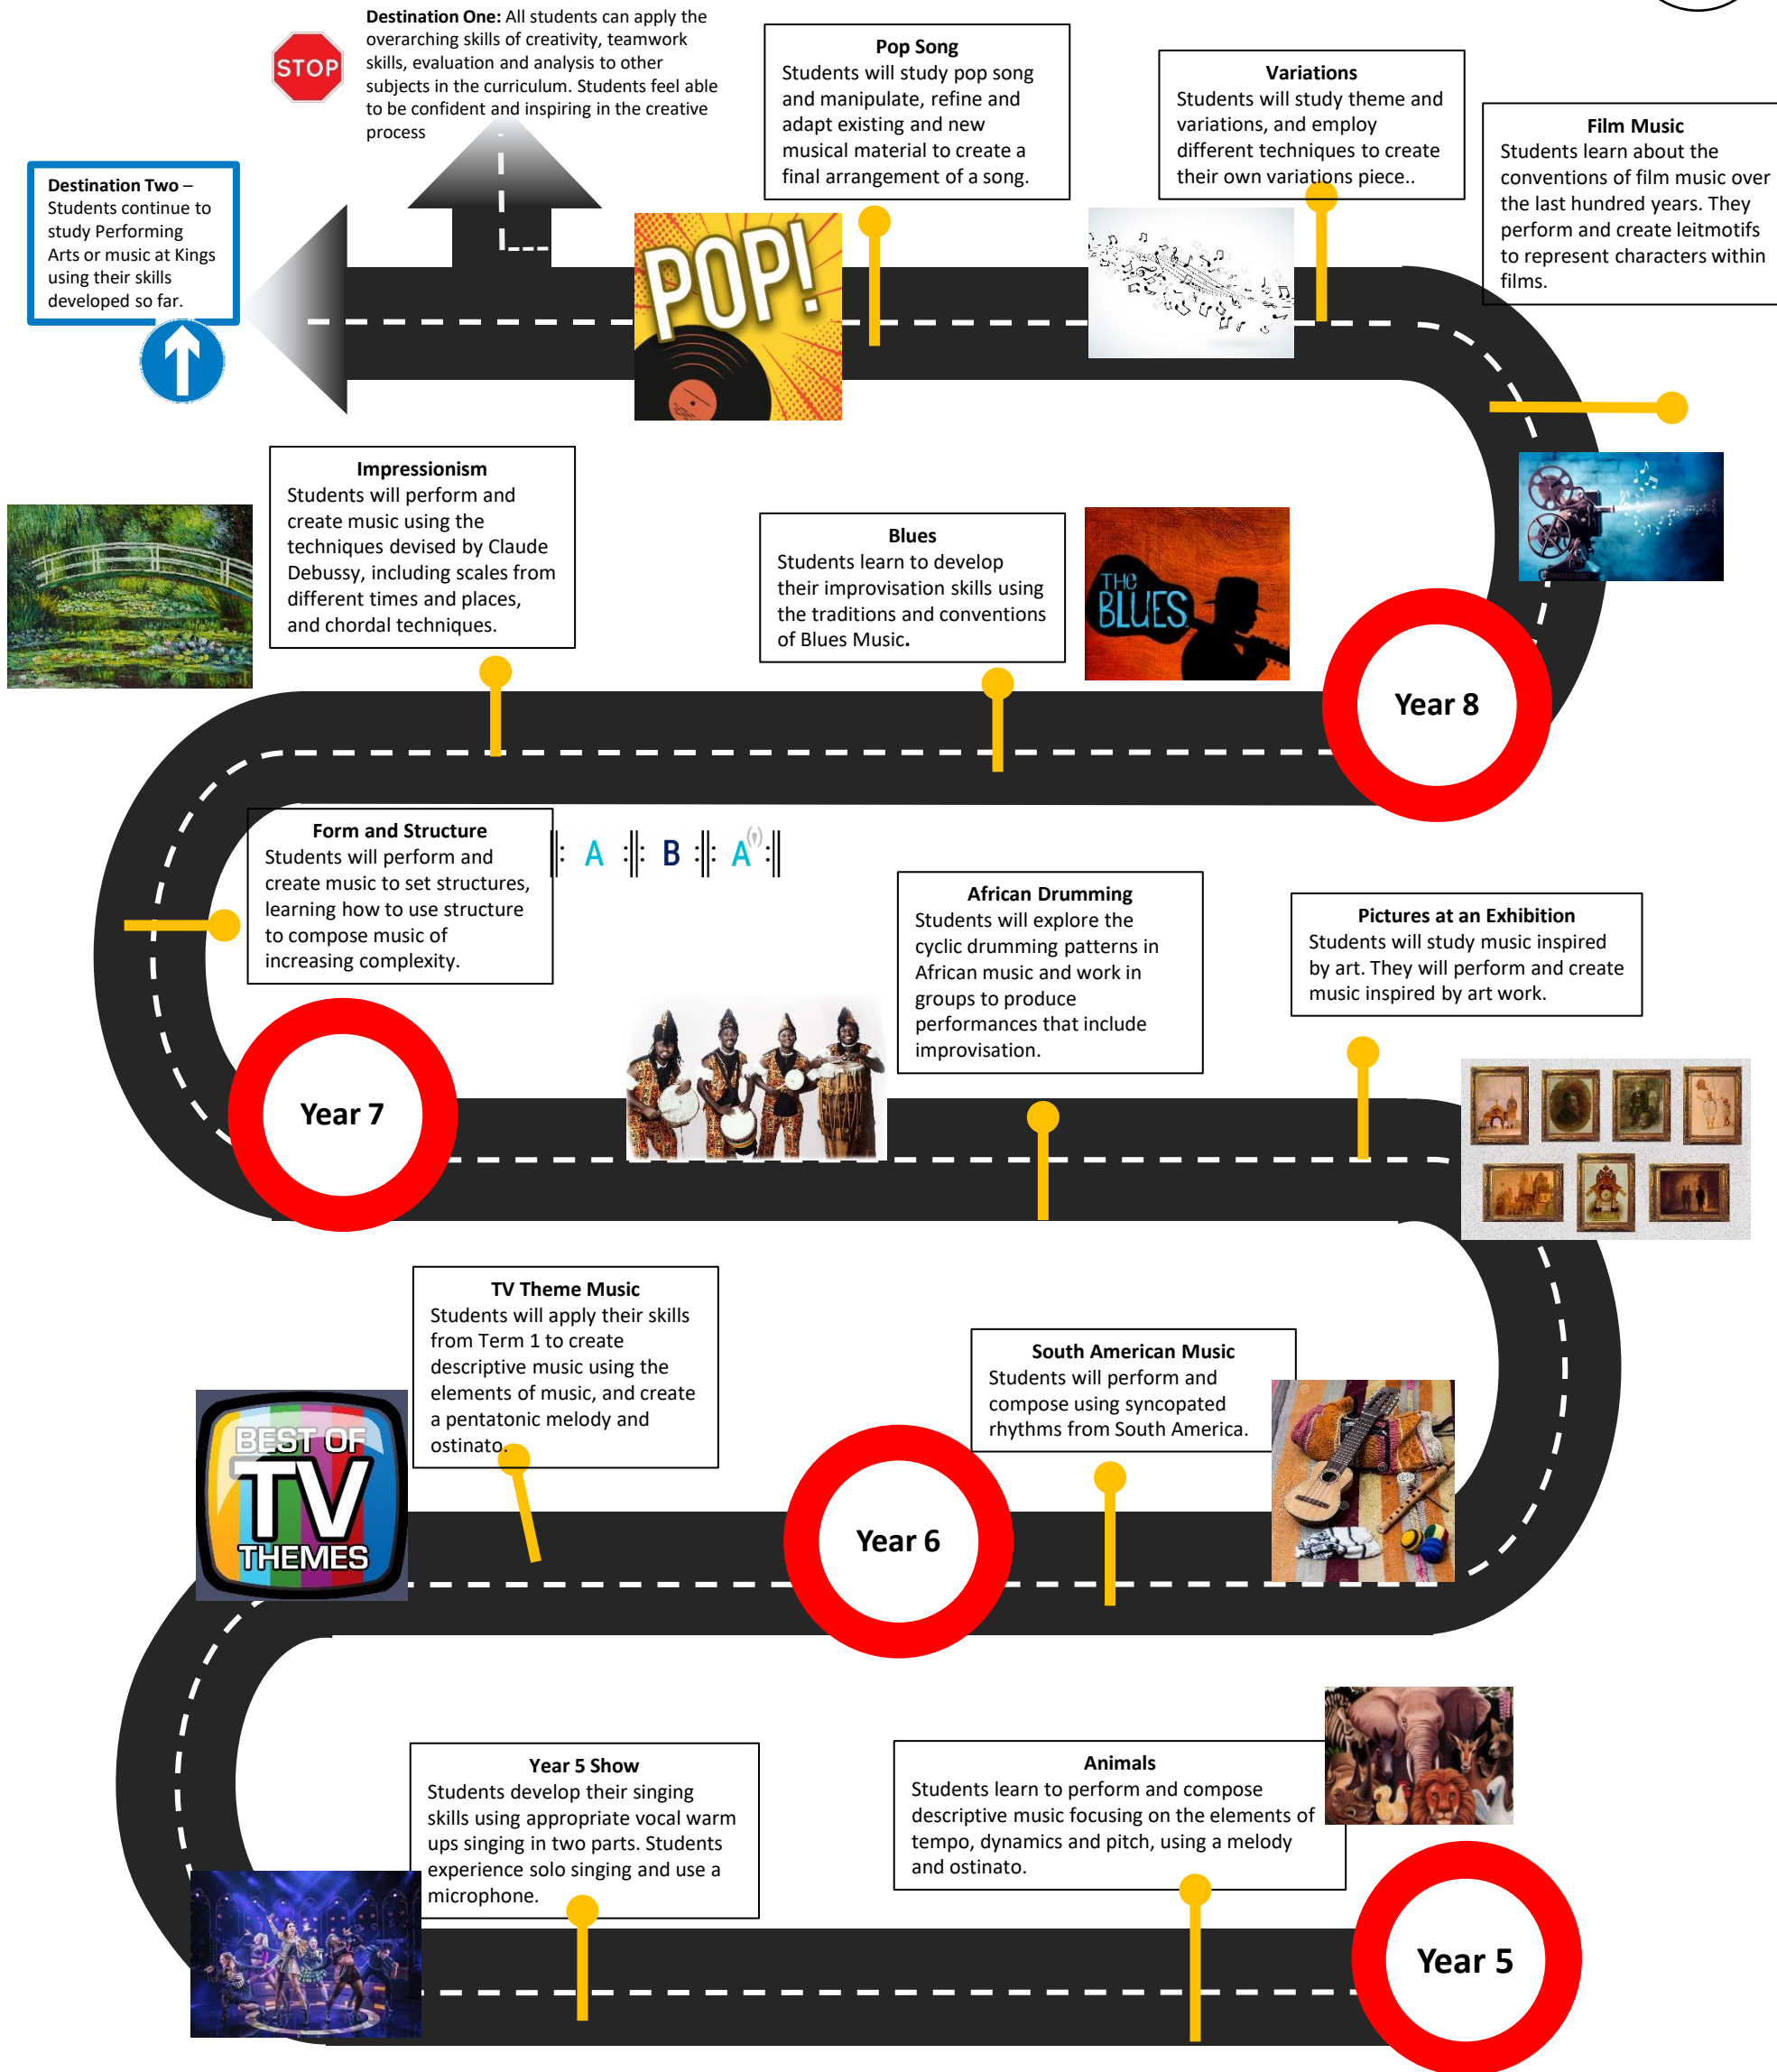 Destination One: All students can apply the
overarching skills of creativity, teamwork
skills, evaluation and analysis to other
subjects in the curriculum. Students feel able
to be confident and inspiring in the creative
process
STOP
Pop Song
Students will study pop song
and manipulate, refine and
adapt existing and new
musical material to create a
final arrangement of a song.
Variations
Students will study theme and
variations, and employ
different techniques to create
their own variations piece..
Film Music
Students learn about the
conventions of film music over
the last hundred years. They
perform and create leitmotifs
to represent characters within
films.
Destination Two –
Students continue to
study Performing
Arts or music at Kings
using their skills
developed so far.
POP!
Impressionism
Students will perform and
create music using the
techniques devised by Claude
Debussy, including scales from
different times and places,
and chordal techniques.
Blues
Students learn to develop
their improvisation skills using
the traditions and conventions
of Blues Music.
THE
BLUES
Year 8
Form and Structure
Students will perform and
create music to set structures,
learning how to use structure
to compose music of
increasing complexity.
A B A(')
African Drumming
Students will explore the
cyclic drumming patterns in
African music and work in
groups to produce
performances that include
improvisation.
Pictures at an Exhibition
Students will study music inspired
by art. They will perform and create
music inspired by art work.
Year 7
TV Theme Music
Students will apply their skills
from Term 1 to create
descriptive music using the
elements of music, and create
a pentatonic melody and
ostinato.
South American Music
Students will perform and
compose using syncopated
rhythms from South America.
BEST OF
TV
THEMES
Year 6
Year 5 Show
Students develop their singing
skills using appropriate vocal warm
ups singing in two parts. Students
experience solo singing and use a
microphone.
Animals
Students learn to perform and compose
descriptive music focusing on the elements of
tempo, dynamics and pitch, using a melody
and ostinato.
Year 5